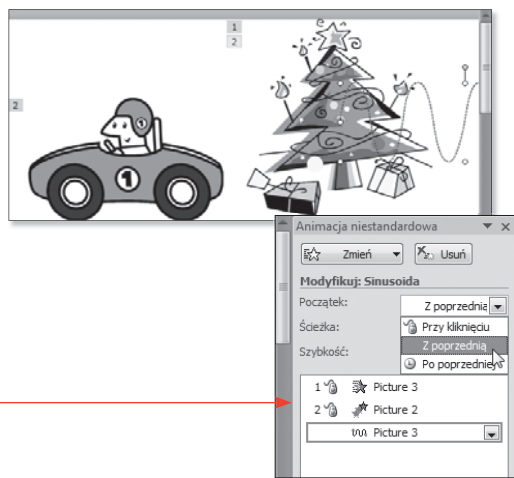 1
2
2
1
1
Animacja niestandardowa
Zmień
Usuń
Modyfikuj: Sinusoida
Początek:
Z poprzednią
Ścieżka:
Przy kliknięciu
Z poprzednią
Szybkość:
Po poprzedniej
1 Picture 3
2 Picture 2
Picture 3